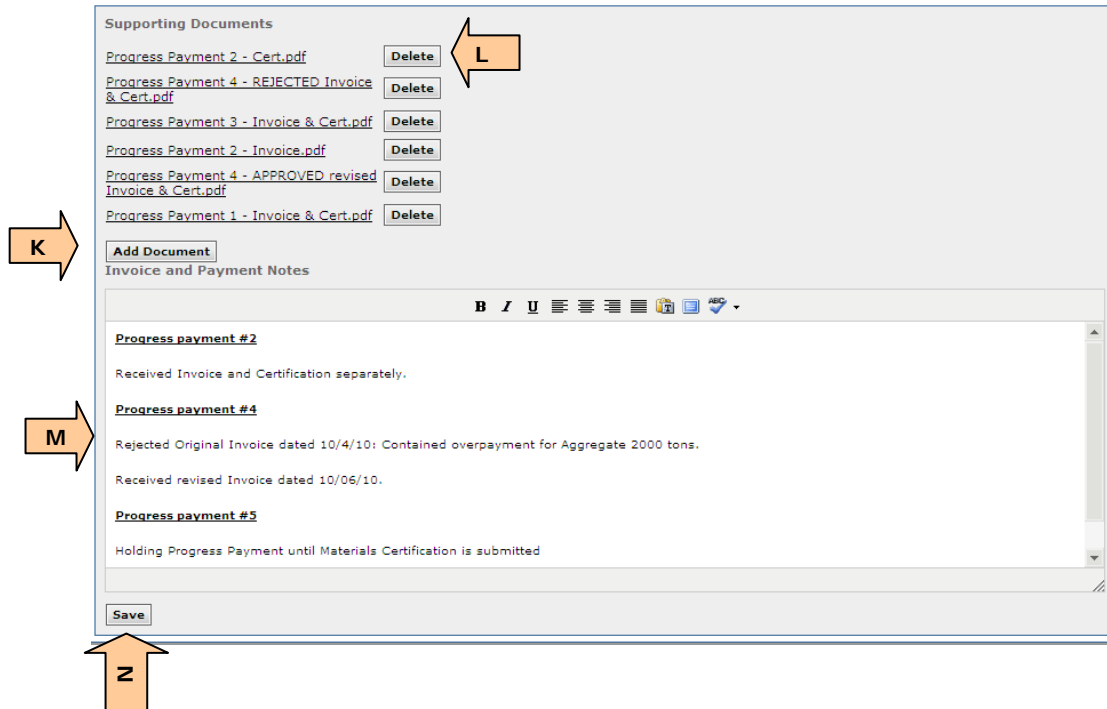 Supporting Documents
Progress Payment 2 - Cert.pdf Delete L
Progress Payment 4 - REJECTED Invoice
& Cert.pdf Delete
Progress Payment 3 - Invoice & Cert.pdf Delete
Progress Payment 2 - Invoice.pdf Delete
Progress Payment 4 - APPROVED revised
Invoice & Cert.pdf Delete
Progress Payment 1 - Invoice & Cert.pdf Delete
K Add Document
Invoice and Payment Notes
B I U ABC
Progress payment #2
Received Invoice and Certification separately.
Progress payment #4
M
Rejected Original Invoice dated 10/4/10: Contained overpayment for Aggregate 2000 tons.
Received revised Invoice dated 10/06/10.
Progress payment #5
Holding Progress Payment until Materials Certification is submitted
Save
N